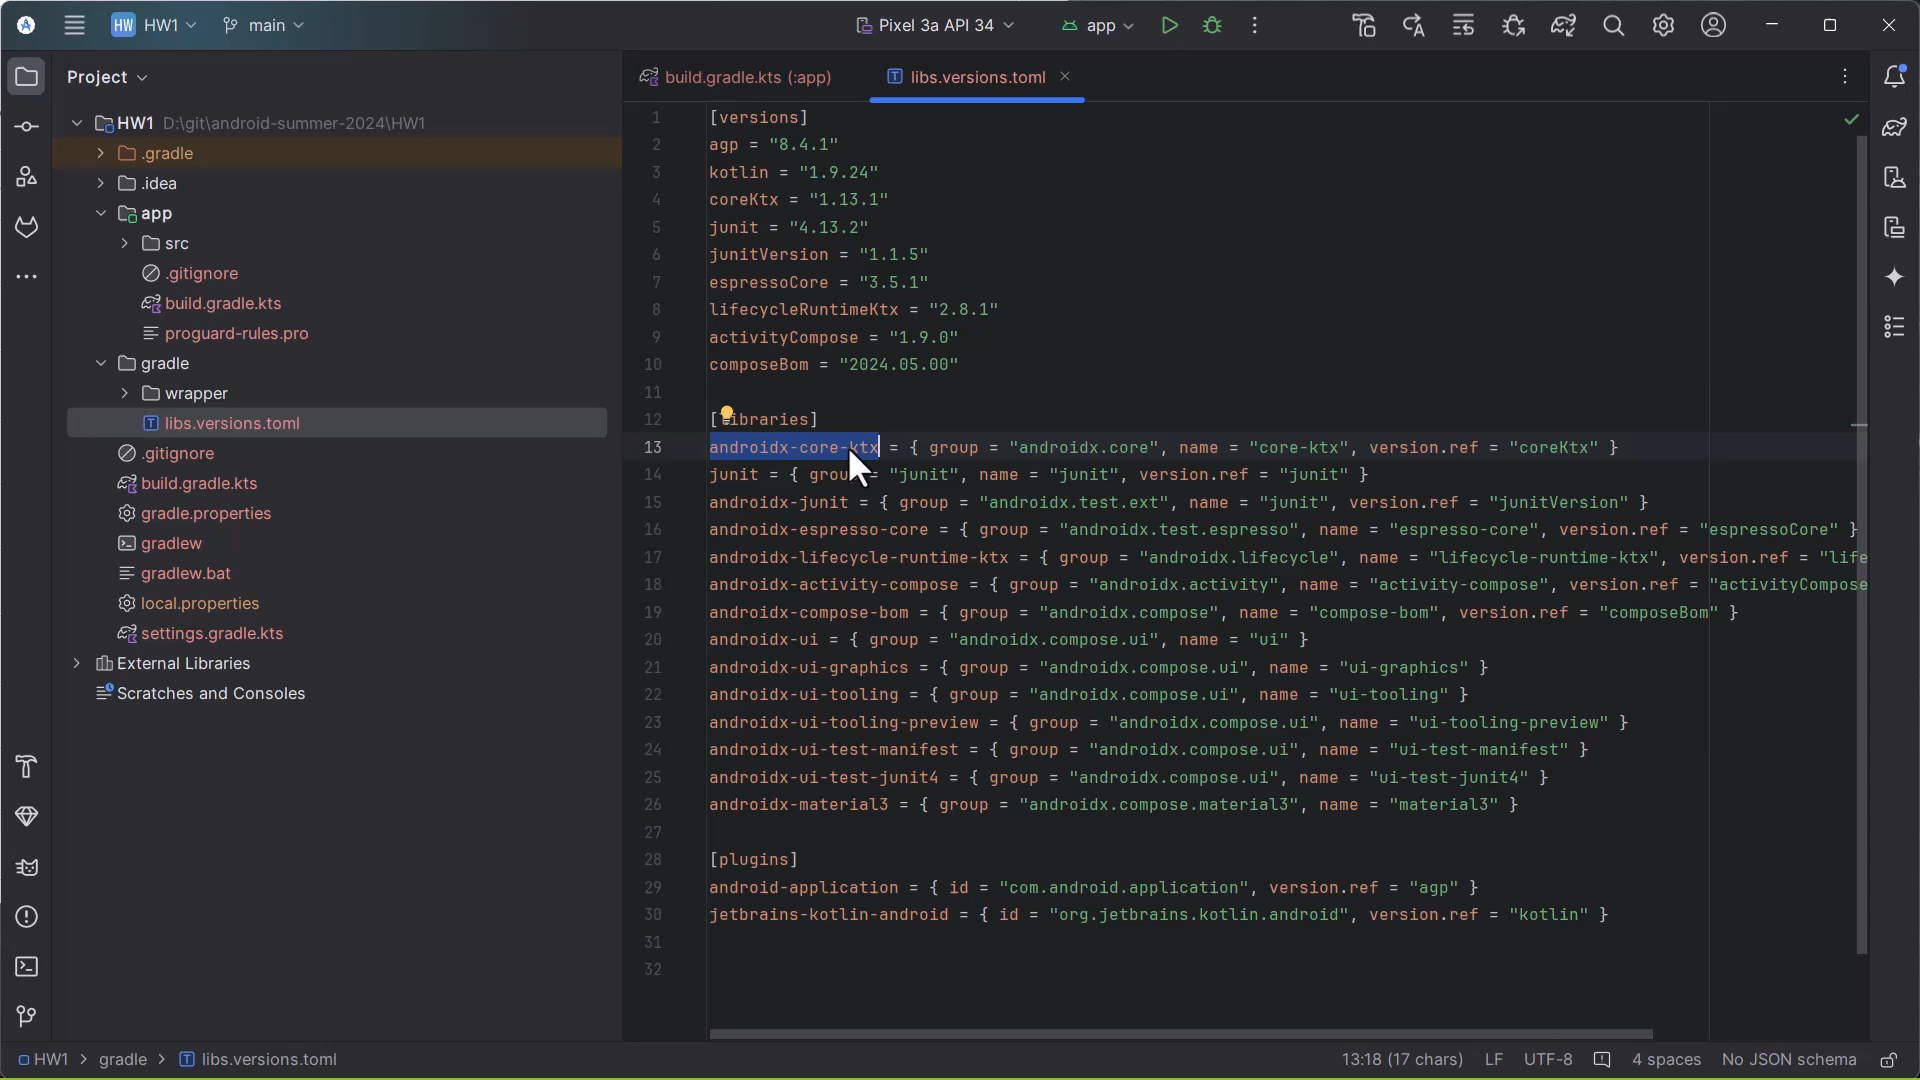 HW HW1 main Pixel 3a API 34 app
Project
build.gradle.kts (:app) libs.versions.toml
HW1 D:\git\android-summer-2024\HW1
.gradle
.idea
app
src
.gitignore
build.gradle.kts
proguard-rules.pro
gradle
wrapper
libs.versions.toml
.gitignore
build.gradle.kts
gradle.properties
gradlew
gradlew.bat
local.properties
settings.gradle.kts
External Libraries
Scratches and Consoles
1 [versions]
2 agp = "8.4.1"
3 kotlin = "1.9.24"
4 coreKtx = "1.13.1"
5 junit = "4.13.2"
6 junitVersion = "1.1.5"
7 espressoCore = "3.5.1"
8 lifecycleRuntimeKtx = "2.8.1"
9 activityCompose = "1.9.0"
10 composeBom = "2024.05.00"
11
12 [libraries]
13 androidx-core-ktx = { group = "androidx.core", name = "core-ktx", version.ref = "coreKtx" }
14 junit = { group = "junit", name = "junit", version.ref = "junit" }
15 androidx-junit = { group = "androidx.test.ext", name = "junit", version.ref = "junitVersion" }
16 androidx-espresso-core = { group = "androidx.test.espresso", name = "espresso-core", version.ref = "espressoCore" }
17 androidx-lifecycle-runtime-ktx = { group = "androidx.lifecycle", name = "lifecycle-runtime-ktx", version.ref = "life
18 androidx-activity-compose = { group = "androidx.activity", name = "activity-compose", version.ref = "activityCompose
19 androidx-compose-bom = { group = "androidx.compose", name = "compose-bom", version.ref = "composeBom" }
20 androidx-ui = { group = "androidx.compose.ui", name = "ui" }
21 androidx-ui-graphics = { group = "androidx.compose.ui", name = "ui-graphics" }
22 androidx-ui-tooling = { group = "androidx.compose.ui", name = "ui-tooling" }
23 androidx-ui-tooling-preview = { group = "androidx.compose.ui", name = "ui-tooling-preview" }
24 androidx-ui-test-manifest = { group = "androidx.compose.ui", name = "ui-test-manifest" }
25 androidx-ui-test-junit4 = { group = "androidx.compose.ui", name = "ui-test-junit4" }
26 androidx-material3 = { group = "androidx.compose.material3", name = "material3" }
27
28 [plugins]
29 android-application = { id = "com.android.application", version.ref = "agp" }
30 jetbrains-kotlin-android = { id = "org.jetbrains.kotlin.android", version.ref = "kotlin" }
31
32
HW1 > gradle > libs.versions.toml 13:18 (17 chars) LF UTF-8 4 spaces No JSON schema